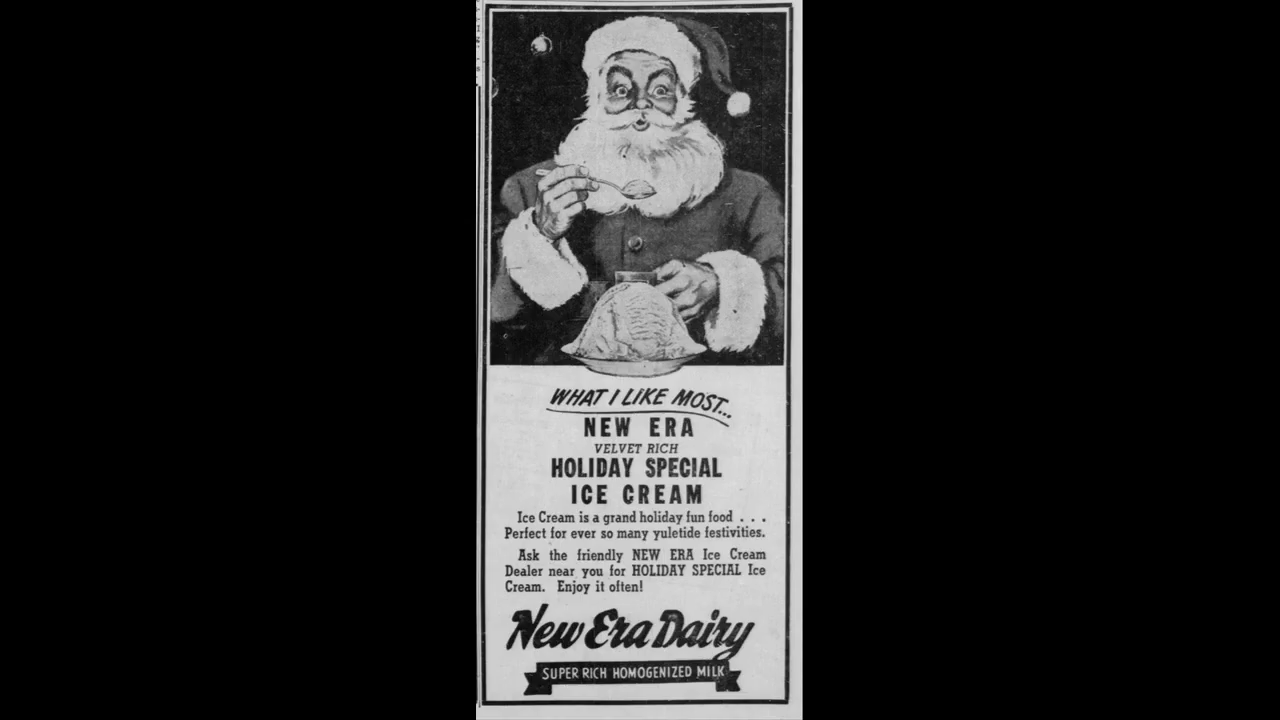 WHAT I LIKE MOST...
NEW ERA
VELVET RICH
HOLIDAY SPECIAL
ICE CREAM
Ice Cream is a grand holiday fun food . . .
Perfect for ever so many yuletide festivities.
Ask the friendly NEW ERA Ice Cream
Dealer near you for HOLIDAY SPECIAL Ice
Cream. Enjoy it often!
New Era Dairy
SUPER RICH HOMOGENIZED MILK